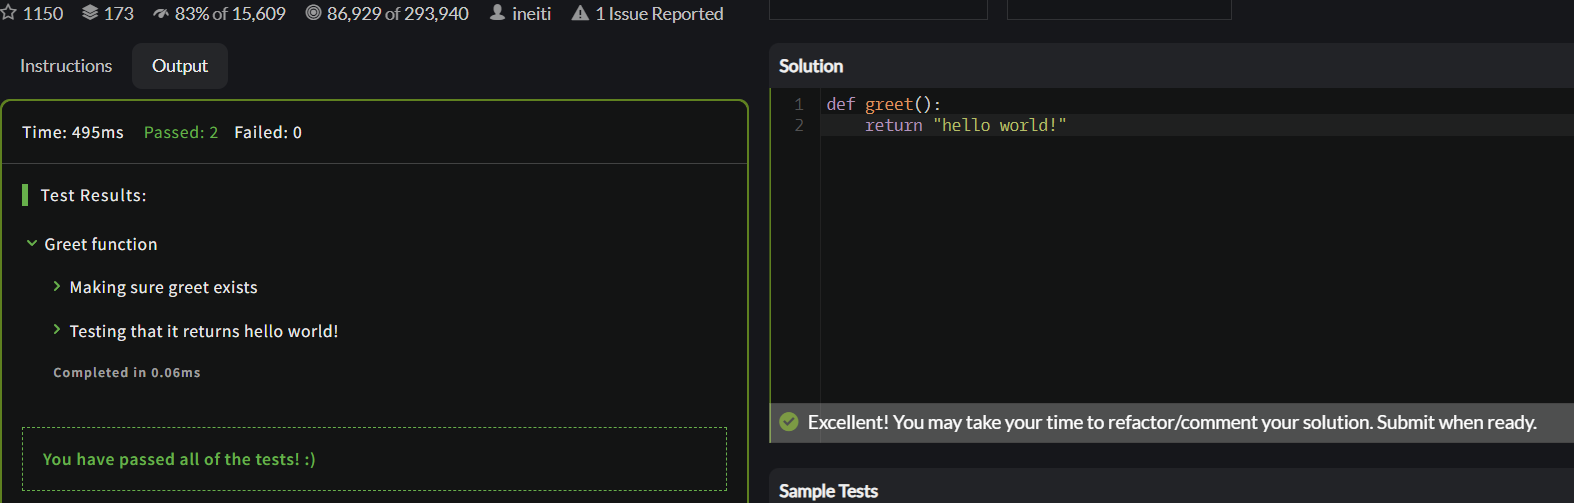 1150 173 83% of 15,609 86,929 of 293,940 ineiti 1 Issue Reported
Instructions Output
Time: 495ms Passed: 2 Failed: 0
Test Results:
Greet function
Making sure greet exists
Testing that it returns hello world!
Completed in 0.06ms
You have passed all of the tests! :)
Solution
1 def greet():
2     return "hello world!"
Excellent! You may take your time to refactor/comment your solution. Submit when ready.
Sample Tests